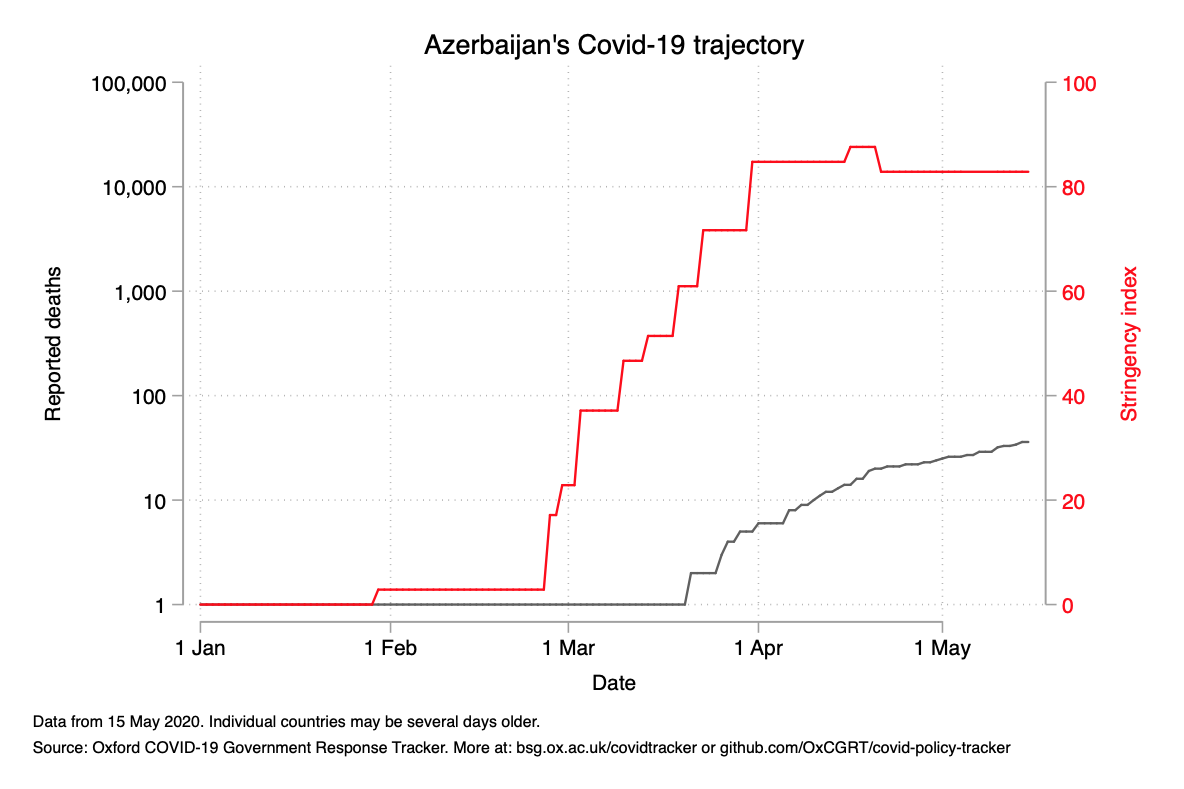 Azerbaijan's Covid-19 trajectory
100,000
10,000
1,000
100
10
1
Reported deaths
100
80
60
40
20
0
Stringency index
1 Jan
1 Feb
1 Mar
1 Apr
1 May
Date
Data from 15 May 2020. Individual countries may be several days older.
Source: Oxford COVID-19 Government Response Tracker. More at: bsg.ox.ac.uk/covidtracker or github.com/OxCGRT/covid-policy-tracker